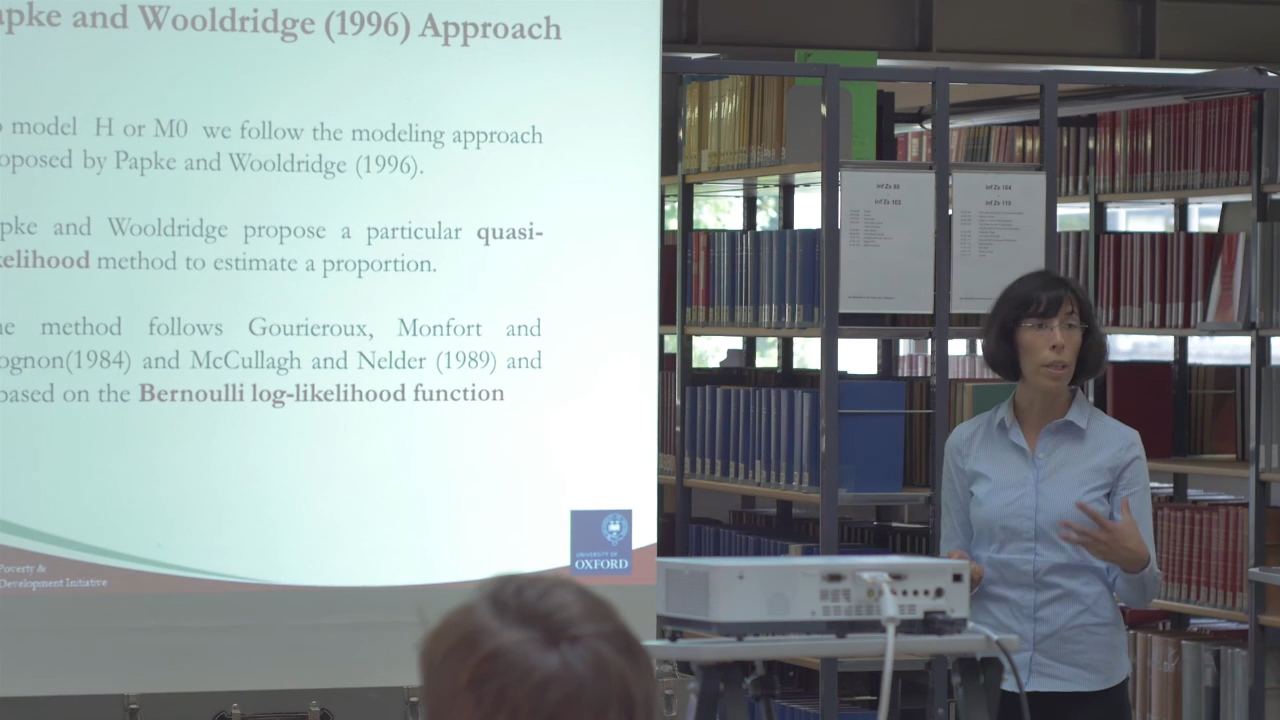 apke and Wooldridge (1996) Approach
model H or M0 we follow the modeling approach
oposed by Papke and Wooldridge (1996).
pke and Wooldridge propose a particular quasi-
kelihood method to estimate a proportion.
e method follows Gourieroux, Monfort and
ognon(1984) and McCullagh and Nelder (1989) and
based on the Bernoulli log-likelihood function
Poverty &
Development Initiative
UNIVERSITY OF
OXFORD